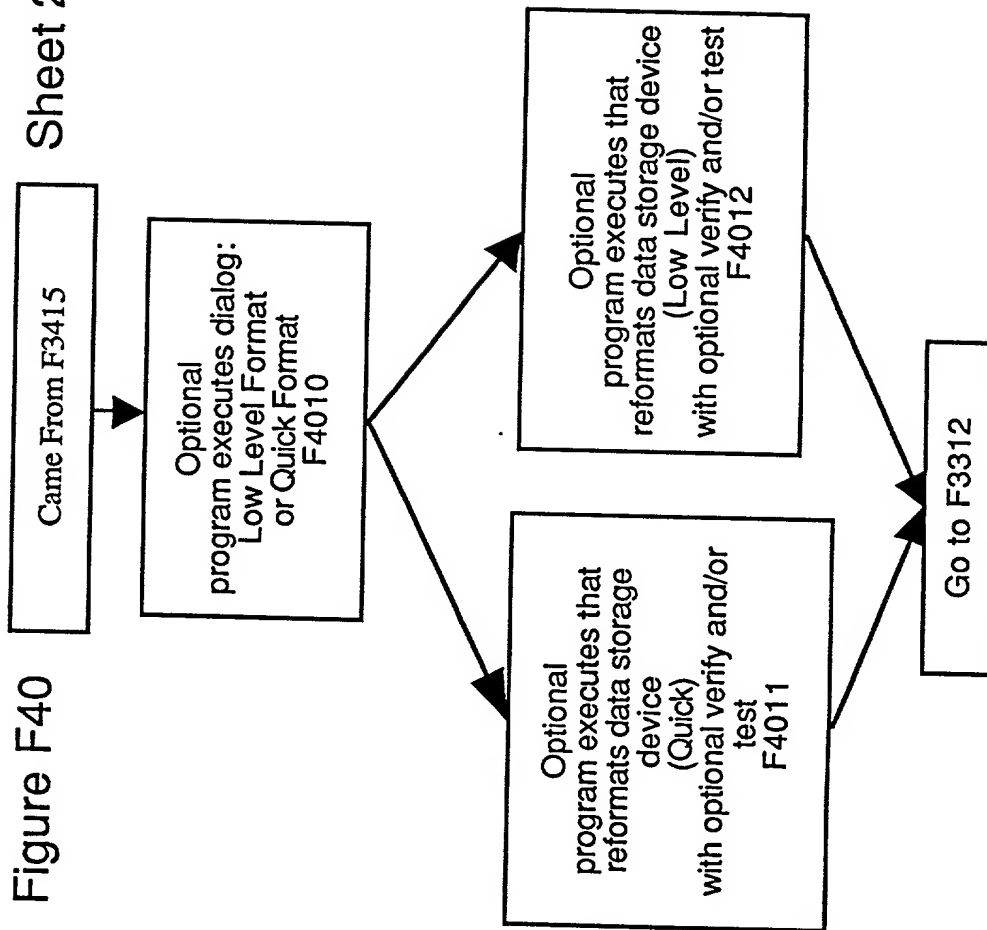 Figure F40
Sheet 2
Came From F3415
Optional
program executes dialog:
Low Level Format
or Quick Format
F4010
Optional
program executes that
reformats data storage
device
(Quick)
with optional verify and/or
test
F4011
Optional
program executes that
reformats data storage device
(Low Level)
with optional verify and/or test
F4012
Go to F3312